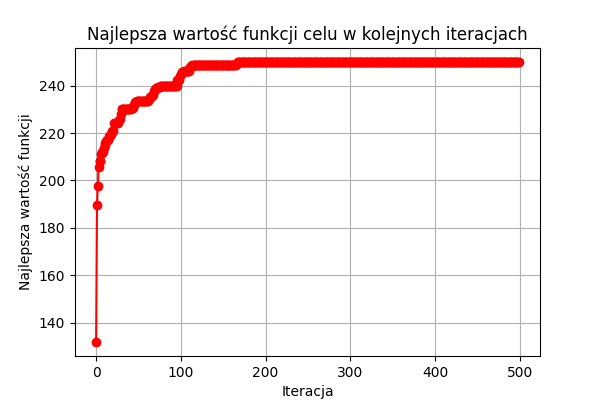 Najlepsza wartość funkcji celu w kolejnych iteracjach
Najlepsza wartość funkcji
240
220
200
180
160
140
0 100 200 300 400 500
Iteracja